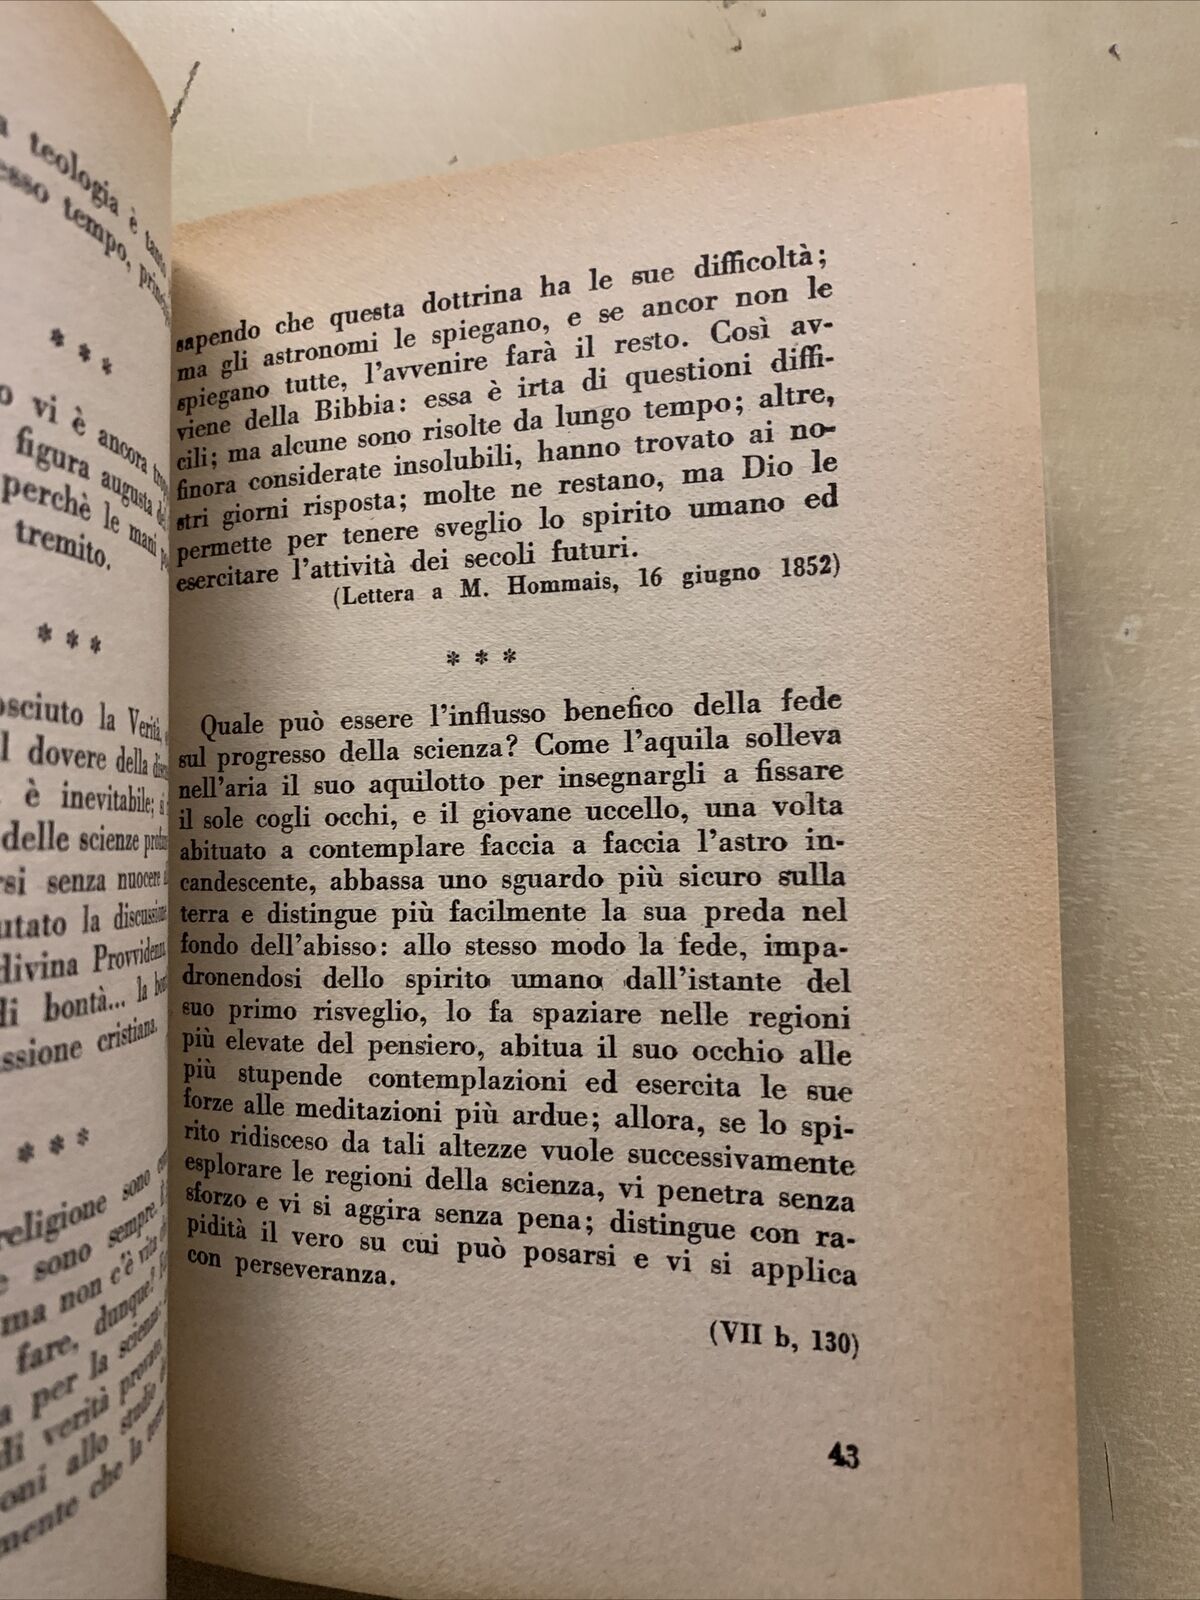 a teologia è tanto
esso tempo,
* * *
o vi è ancora
figura augusta del
perchè le mani
tremito.
* * *
osciuto la Verità,
l dovere della
è inevitabile; si
delle scienze
rsi senza nuocere
utato la discussione
divina Provvidenza,
di bontà... la
ssione cristiana.
* * *
religione sono
e sono sempre.
ma non c'è vita
fare, dunque?
a per la scienza:
di verità
oni allo studio
mente che la
sapendo che questa dottrina ha le sue difficoltà;
ma gli astronomi le spiegano, e se ancor non le
spiegano tutte, l'avvenire farà il resto. Così av-
viene della Bibbia: essa è irta di questioni diffi-
cili; ma alcune sono risolte da lungo tempo; altre,
finora considerate insolubili, hanno trovato ai no-
stri giorni risposta; molte ne restano, ma Dio le
permette per tenere sveglio lo spirito umano ed
esercitare l'attività dei secoli futuri.
(Lettera a M. Hommais, 16 giugno 1852)
* * *
Quale può essere l'influsso benefico della fede
sul progresso della scienza? Come l'aquila solleva
nell'aria il suo aquilotto per insegnargli a fissare
il sole cogli occhi, e il giovane uccello, una volta
abituato a contemplare faccia a faccia l'astro in-
candescente, abbassa uno sguardo più sicuro sulla
terra e distingue più facilmente la sua preda nel
fondo dell'abisso: allo stesso modo la fede, impa-
dronendosi dello spirito umano dall'istante del
suo primo risveglio, lo fa spaziare nelle regioni
più elevate del pensiero, abitua il suo occhio alle
più stupende contemplazioni ed esercita le sue
forze alle meditazioni più ardue; allora, se lo spi-
rito ridisceso da tali altezze vuole successivamente
esplorare le regioni della scienza, vi penetra senza
sforzo e vi si aggira senza pena; distingue con ra-
pidità il vero su cui può posarsi e vi si applica
con perseveranza.
(VII b, 130)
43